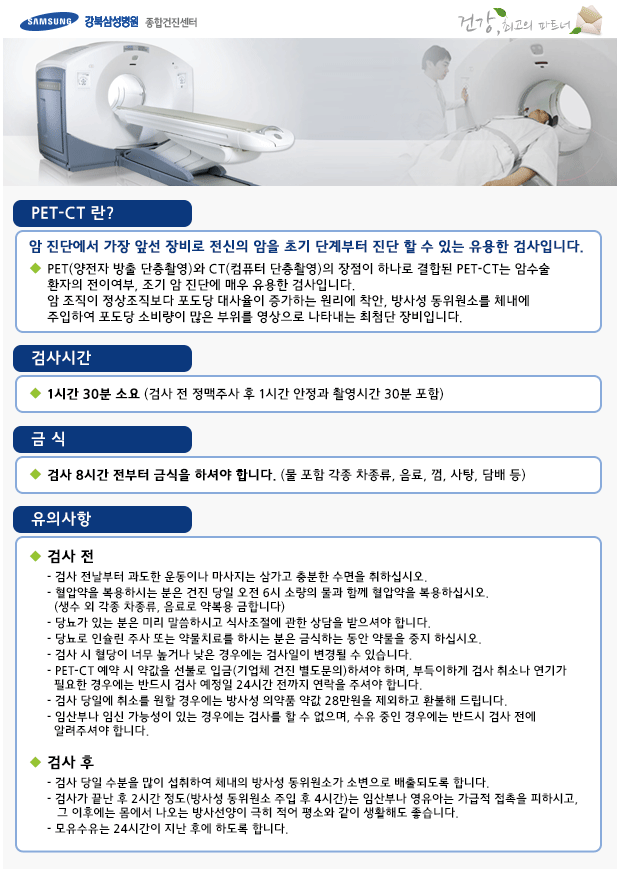 SAMSUNG 강북삼성병원 종합건진센터
건강, 최고의 파트너
PET-CT 란?
암 진단에서 가장 앞선 장비로 전신의 암을 초기 단계부터 진단 할 수 있는 유용한 검사입니다.
◆ PET(양전자 방출 단층촬영)와 CT(컴퓨터 단층촬영)의 장점이 하나로 결합된 PET-CT는 암수술
환자의 전이여부, 조기 암 진단에 매우 유용한 검사입니다.
암 조직이 정상조직보다 포도당 대사율이 증가하는 원리에 착안, 방사성 동위원소를 체내에
주입하여 포도당 소비량이 많은 부위를 영상으로 나타내는 최첨단 장비입니다.
검사시간
◆ 1시간 30분 소요 (검사 전 정맥주사 후 1시간 안정과 촬영시간 30분 포함)
금 식
◆ 검사 8시간 전부터 금식을 하셔야 합니다. (물 포함 각종 차종류, 음료, 껌, 사탕, 담배 등)
유의사항
◆ 검사 전
- 검사 전날부터 과도한 운동이나 마사지는 삼가고 충분한 수면을 취하십시오.
- 혈압약을 복용하시는 분은 건진 당일 오전 6시 소량의 물과 함께 혈압약을 복용하십시오.
(생수 외 각종 차종류, 음료로 약복용 금합니다)
- 당뇨가 있는 분은 미리 말씀하시고 식사조절에 관한 상담을 받으셔야 합니다.
- 당뇨로 인슐린 주사 또는 약물치료를 하시는 분은 금식하는 동안 약물을 중지 하십시오.
- 검사 시 혈당이 너무 높거나 낮은 경우에는 검사일이 변경될 수 있습니다.
- PET-CT 예약 시 약값을 선불로 입금(기업체 건진 별도문의)하셔야 하며, 부득이하게 검사 취소나 연기가
필요한 경우에는 반드시 검사 예정일 24시간 전까지 연락을 주셔야 합니다.
- 검사 당일에 취소를 원할 경우에는 방사성 의약품 약값 28만원을 제외하고 환불해 드립니다.
- 임산부나 임신 가능성이 있는 경우에는 검사를 할 수 없으며, 수유 중인 경우에는 반드시 검사 전에
알려주셔야 합니다.
◆ 검사 후
- 검사 당일 수분을 많이 섭취하여 체내의 방사성 동위원소가 소변으로 배출되도록 합니다.
- 검사가 끝난 후 2시간 정도(방사성 동위원소 주입 후 4시간)는 임산부나 영유아는 가급적 접촉을 피하시고,
그 이후에는 몸에서 나오는 방사선양이 극히 적어 평소와 같이 생활해도 좋습니다.
- 모유수유는 24시간이 지난 후에 하도록 합니다.